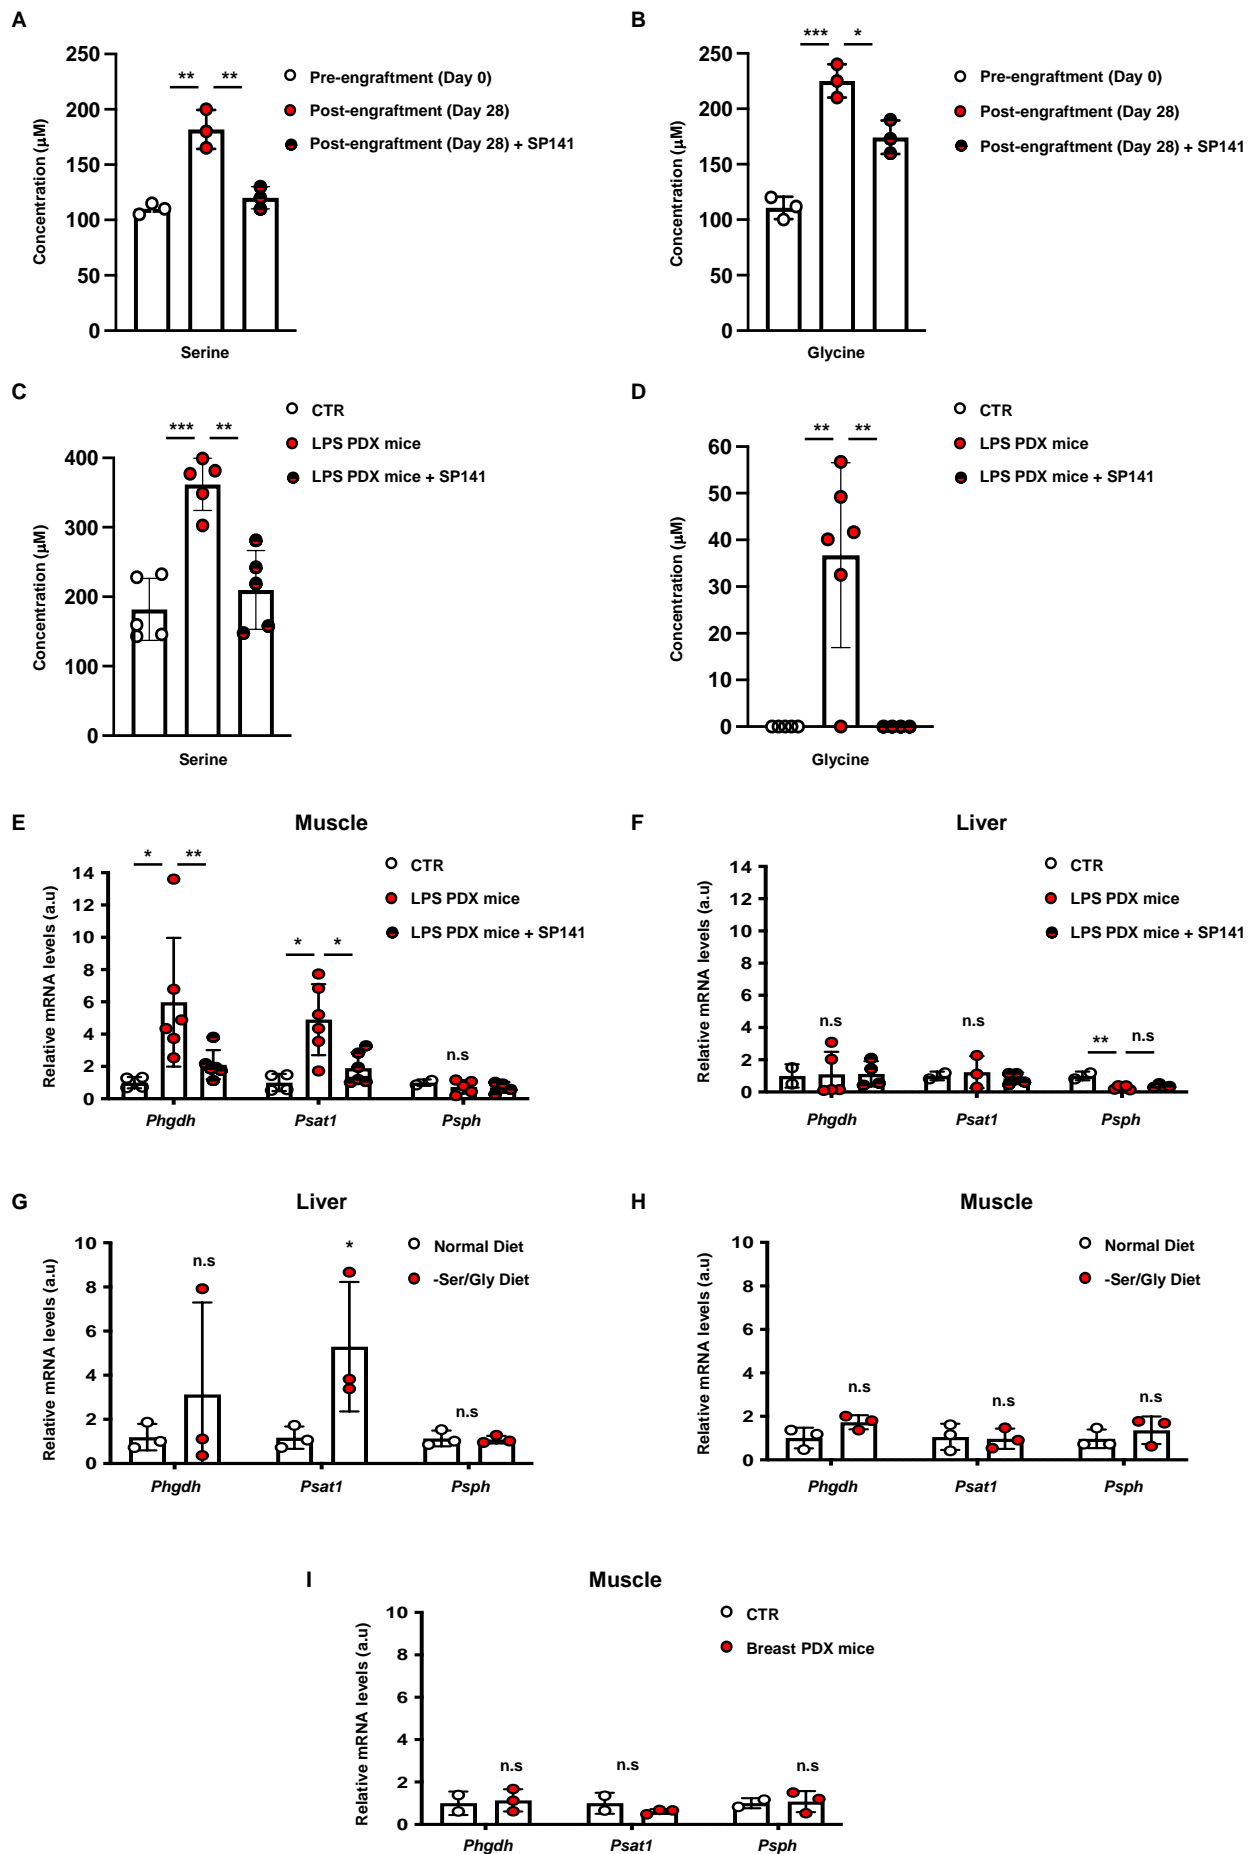 A
250
200
150
100
50
0
Concentration (µM)
** **
Serine
Pre-engraftment (Day 0)
Post-engraftment (Day 28)
Post-engraftment (Day 28) + SP141
B
250
200
150
100
50
0
Concentration (µM)
*** *
Glycine
Pre-engraftment (Day 0)
Post-engraftment (Day 28)
Post-engraftment (Day 28) + SP141
C
400
300
200
100
0
Concentration (µM)
*** **
Serine
CTR
LPS PDX mice
LPS PDX mice + SP141
D
60
50
40
30
20
10
0
Concentration (µM)
** **
Glycine
CTR
LPS PDX mice
LPS PDX mice + SP141
E
Muscle
14
12
10
8
6
4
2
0
Relative mRNA levels (a.u)
* **
* *
n.s
Phgdh Psat1 Psph
CTR
LPS PDX mice
LPS PDX mice + SP141
F
Liver
14
12
10
8
6
4
2
0
Relative mRNA levels (a.u)
n.s n.s ** n.s
Phgdh Psat1 Psph
CTR
LPS PDX mice
LPS PDX mice + SP141
G
Liver
10
8
6
4
2
0
Relative mRNA levels (a.u)
n.s * n.s
Phgdh Psat1 Psph
Normal Diet
-Ser/Gly Diet
H
Muscle
10
8
6
4
2
0
Relative mRNA levels (a.u)
n.s n.s n.s
Phgdh Psat1 Psph
Normal Diet
-Ser/Gly Diet
I
Muscle
10
8
6
4
2
0
Relative mRNA levels (a.u)
n.s n.s n.s
Phgdh Psat1 Psph
CTR
Breast PDX mice